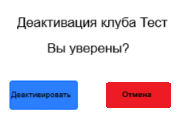 Деактивация клуба Тест
Вы уверены?
Деактивировать
Отмена